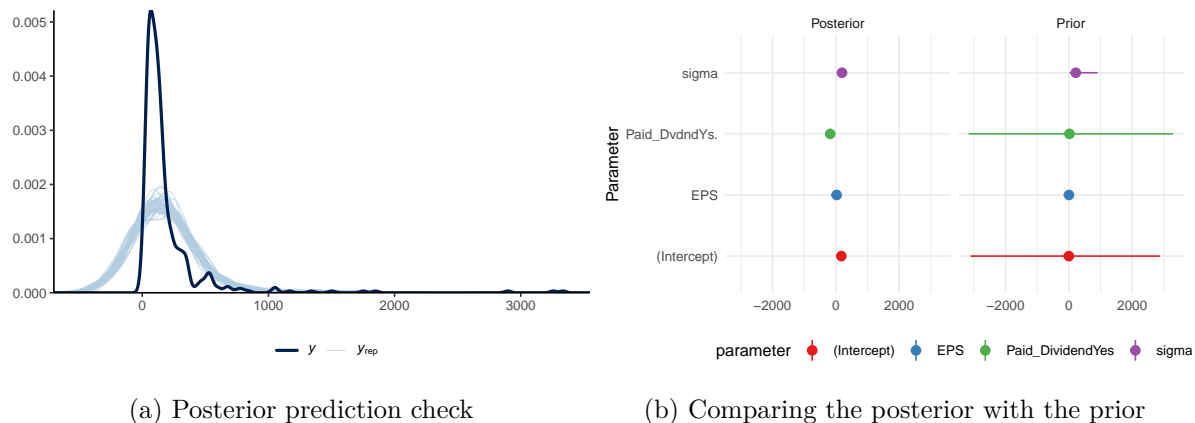 0.005
0.004
0.003
0.002
0.001
0.000
0 1000 2000 3000
y yrep
Posterior Prior
Parameter
sigma
Paid_DvdndYs.
EPS
(Intercept)
−2000 0 2000 −2000 0 2000
parameter (Intercept) EPS Paid_DividendYes sigma
(a) Posterior prediction check
(b) Comparing the posterior with the prior